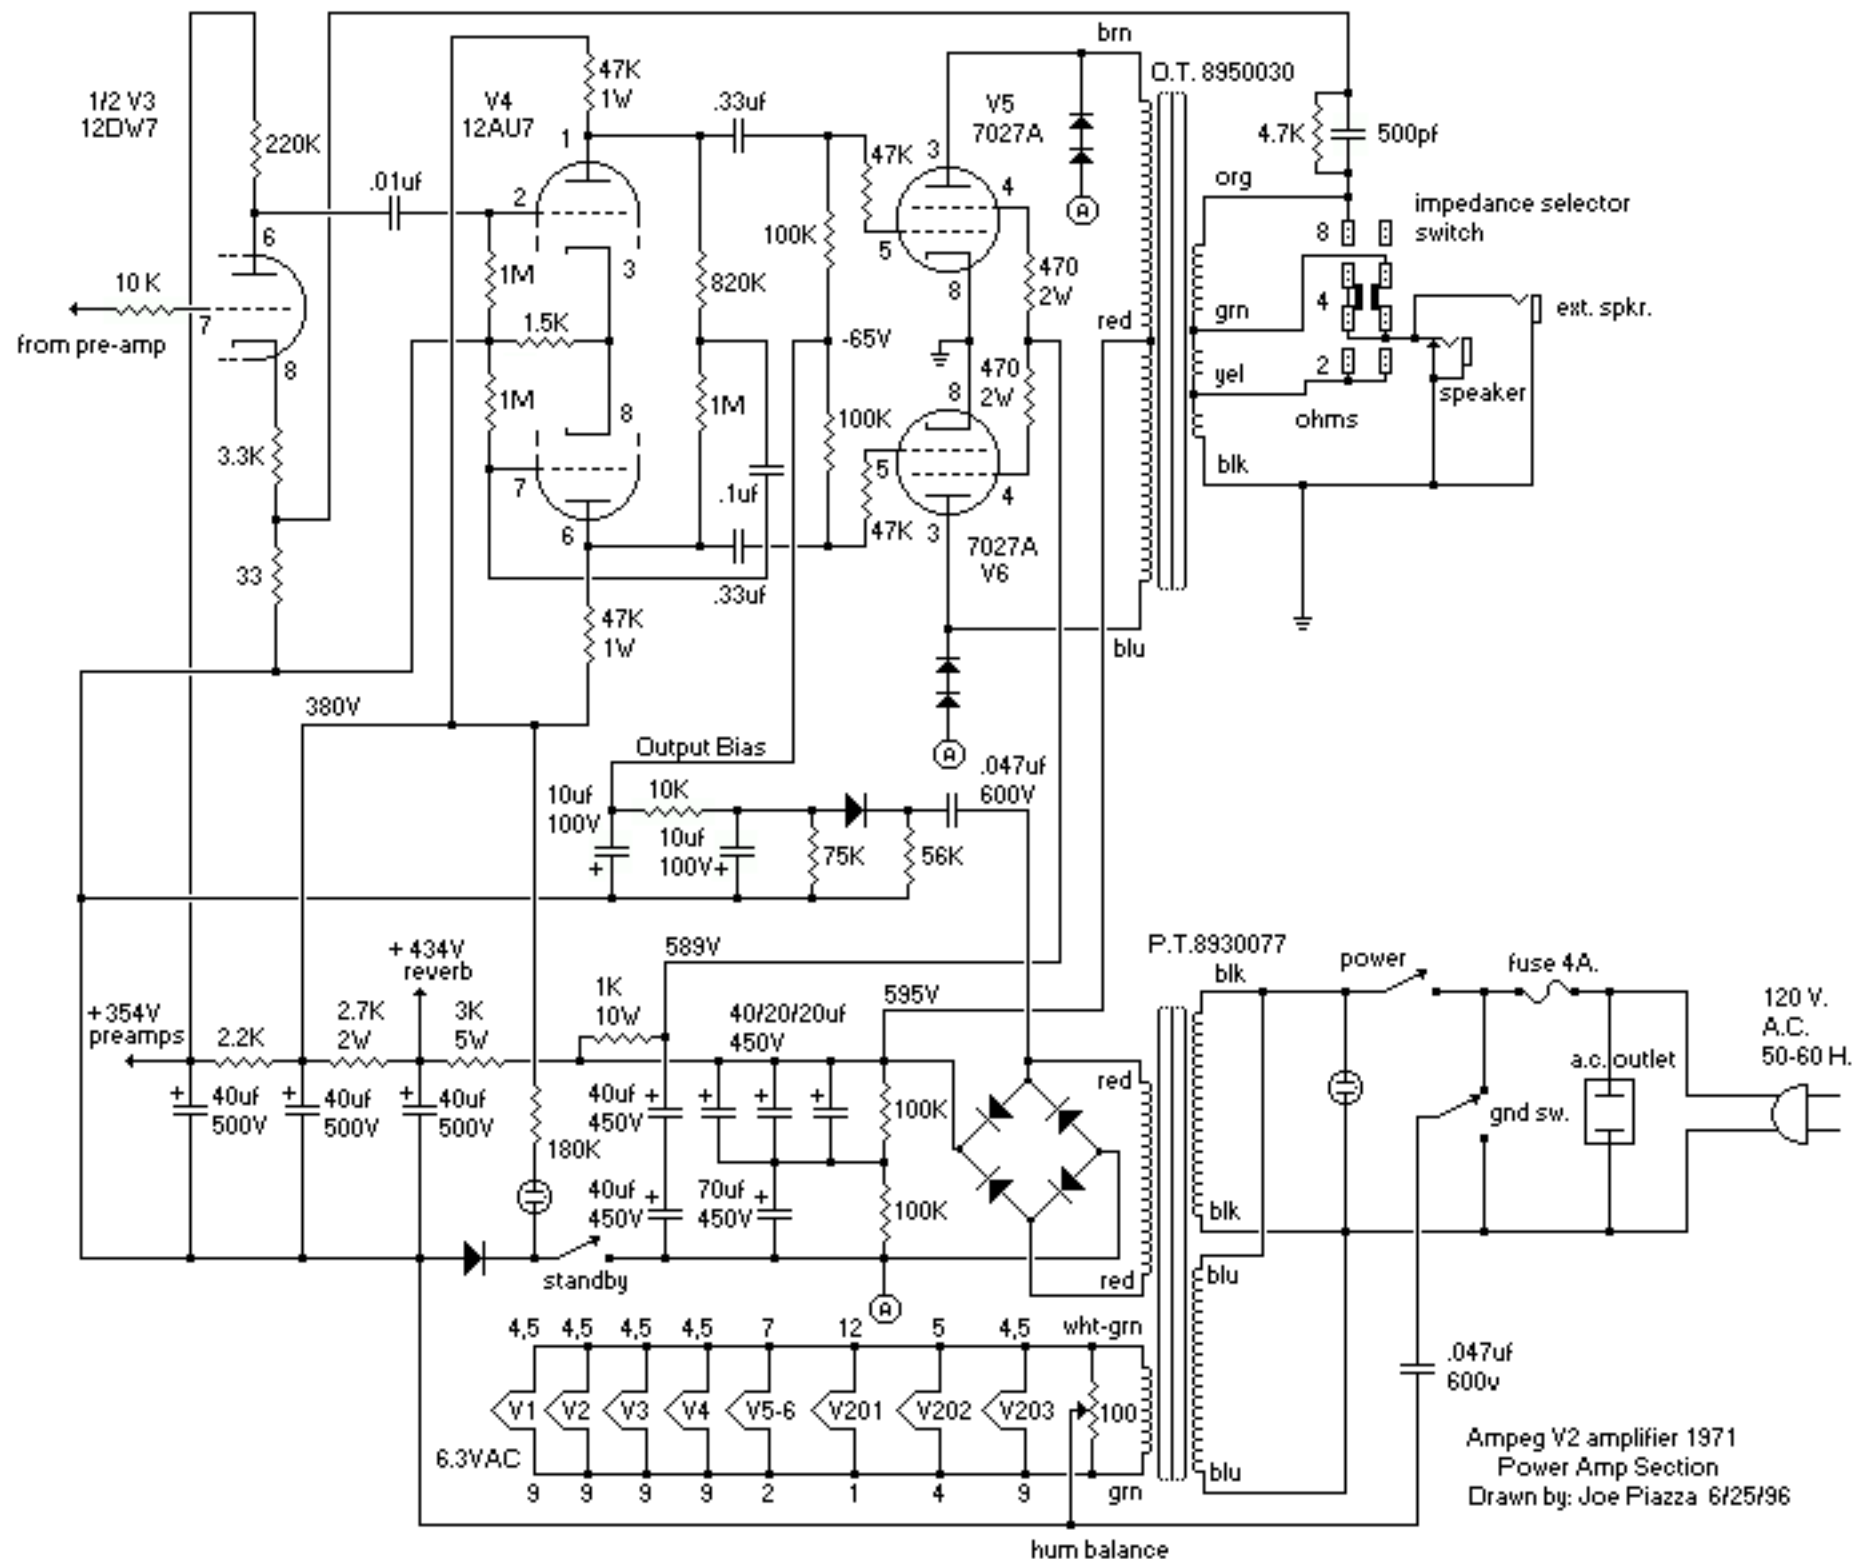 brn
O.T. 8950030
1/2 V3
12DW7
V4
12AU7
47K
1W
.33uf
V5
7027A
4.7K
500pf
220K
1
3
47K
4
org
.01uf
2
impedance selector
switch
6
100K
5
8
3
1M
820K
8
470
2W
10 K
7
1.5K
red
grn
4
ext. spkr.
from pre-amp
-65V
8
470
2W
yel
2
speaker
1M
8
1M
8
100K
ohms
3.3K
7
.1uf
5
4
blk
6
47K
3
7027A
V6
33
.33uf
47K
1W
blu
380V
Output Bias
A
A
.047uf
600V
10uf
100V
10K
10uf
100V
+
+
75K
56K
+ 434V
reverb
589V
P.T.8930077
blk
power
fuse 4A.
+354V
preamps
2.2K
2.7K
2W
3K
5W
1K
10W
40/20/20uf
450V
595V
120 V.
A.C.
50-60 H.
a.c. outlet
red
+
40uf
500V
+
40uf
500V
+
40uf
500V
40uf
450V
+
+
+
+
100K
gnd sw.
180K
40uf
450V
+
70uf
450V
+
100K
blk
standby
red
blu
A
4,5
4,5
4,5
4,5
7
12
5
4,5
wht-grn
V1
V2
V3
V4
V5-6
V201
V202
V203
100
.047uf
600v
6.3VAC
9
9
9
9
2
1
4
9
grn
blu
Ampeg V2 amplifier 1971
Power Amp Section
Drawn by: Joe Piazza 6/25/96
hum balance